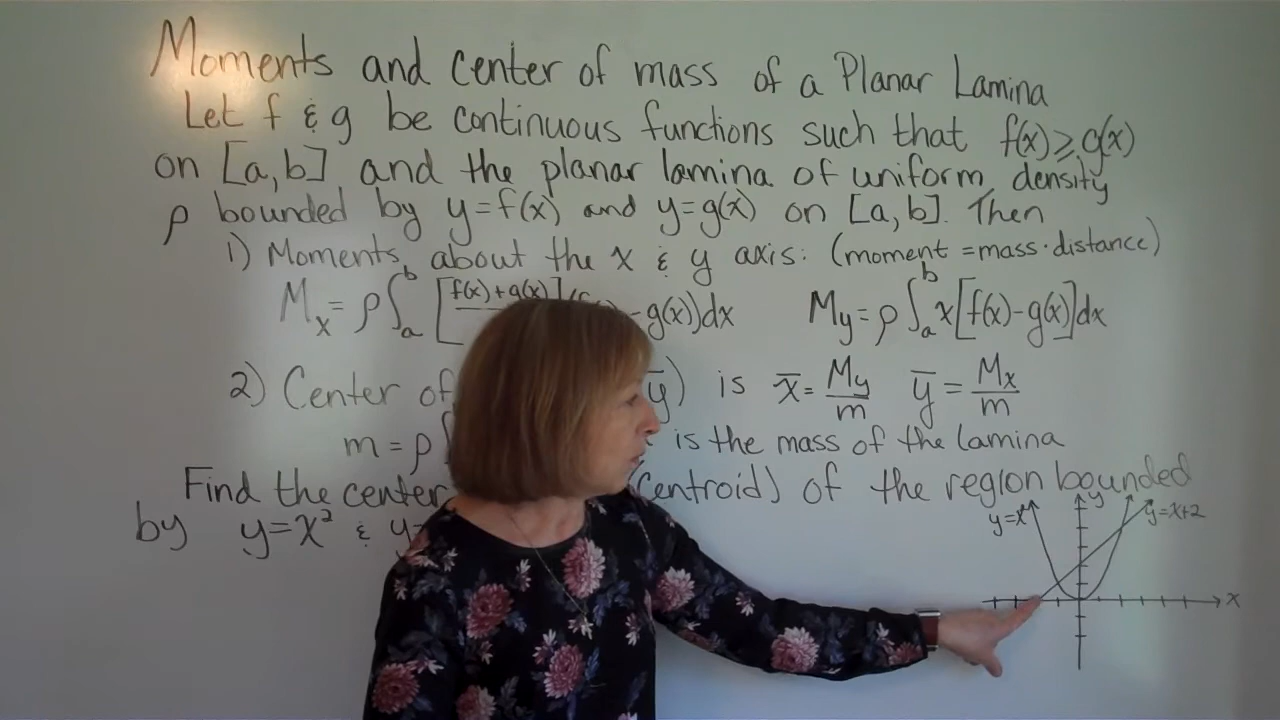 Moments and center of mass of a Planar Lamina
Let f & g be continuous functions such that f(x) ≥ g(x)
on [a,b] and the planar lamina of uniform density
ρ bounded by y=f(x) and y=g(x) on [a,b]. Then
1) Moments about the x & y axis: (moment = mass · distance)
Mx = ρ∫_a^b [f(x)+g(x) -g(x))dx My = ρ∫_a^b x[f(x)-g(x)]dx
2) Center of ȳ) is x̄ = My/m ȳ = Mx/m
m = ρ∫ is the mass of the lamina
Find the center (centroid) of the region bounded
by y=x² & y=
y=x² y y=x+2
x